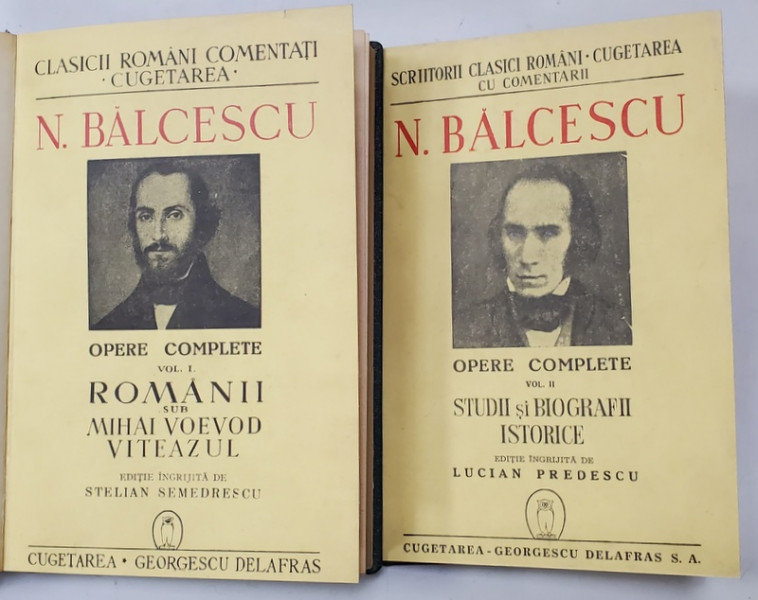 CLASICII ROMÂNI COMENTAȚI
· CUGETAREA ·
N. BĂLCESCU
OPERE COMPLETE
VOL. I.
ROMÂNII
SUB
MIHAI VOEVOD
VITEAZUL
EDIȚIE ÎNGRIJITĂ DE
STELIAN SEMEDRESCU
CUGETAREA • GEORGESCU DELAFRAS
SCRIITORII CLASICI ROMÂNI · CUGETAREA
CU COMENTARII
N. BĂLCESCU
OPERE COMPLETE
VOL. II
STUDII și BIOGRAFII
ISTORICE
EDIȚIE ÎNGRIJITĂ DE
LUCIAN PREDESCU
CUGETAREA - GEORGESCU DELAFRAS S. A.